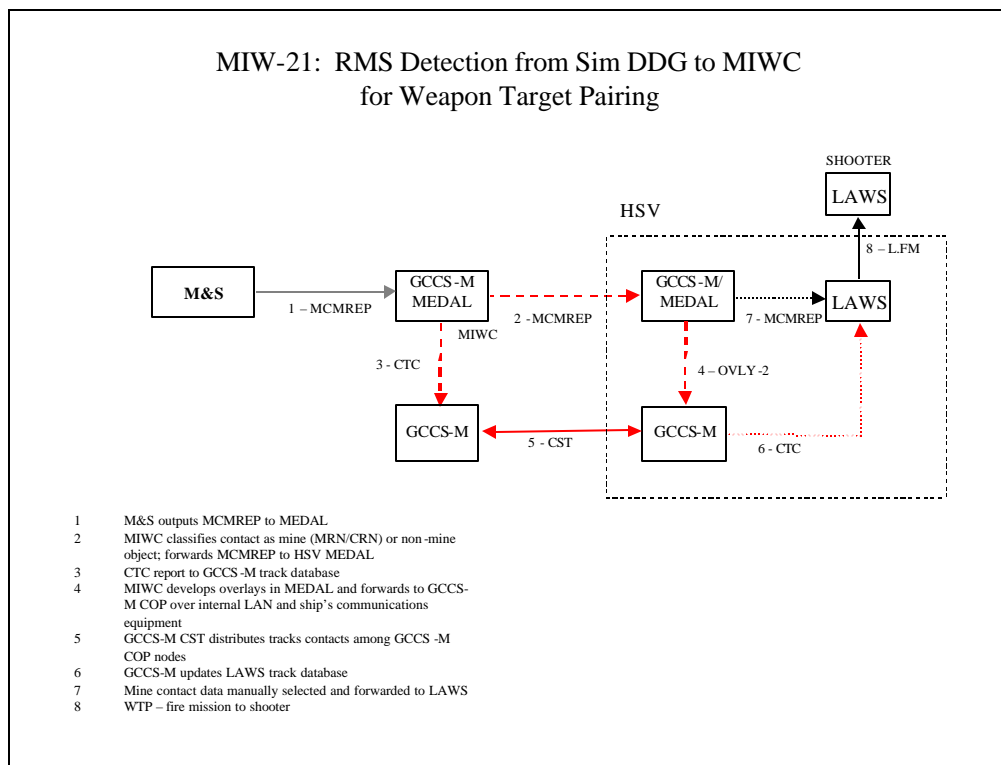 MIW-21: RMS Detection from Sim DDG to MIWC
for Weapon Target Pairing
SHOOTER
LAWS
HSV
8 – L.FM
M&S
1 – MCMREP
GCCS-M
MEDAL
MIWC
2 - MCMREP
GCCS-M/
MEDAL
7 - MCMREP
LAWS
3 - CTC
4 – OVLY-2
GCCS-M
5 - CST
GCCS-M
6 - CTC
1 M&S outputs MCMREP to MEDAL
2 MIWC classifies contact as mine (MRN/CRN) or non-mine
object; forwards MCMREP to HSV MEDAL
3 CTC report to GCCS-M track database
4 MIWC develops overlays in MEDAL and forwards to GCCS-
M COP over internal LAN and ship's communications
equipment
5 GCCS-M CST distributes tracks contacts among GCCS -M
COP nodes
6 GCCS-M updates LAWS track database
7 Mine contact data manually selected and forwarded to LAWS
8 WTP – fire mission to shooter